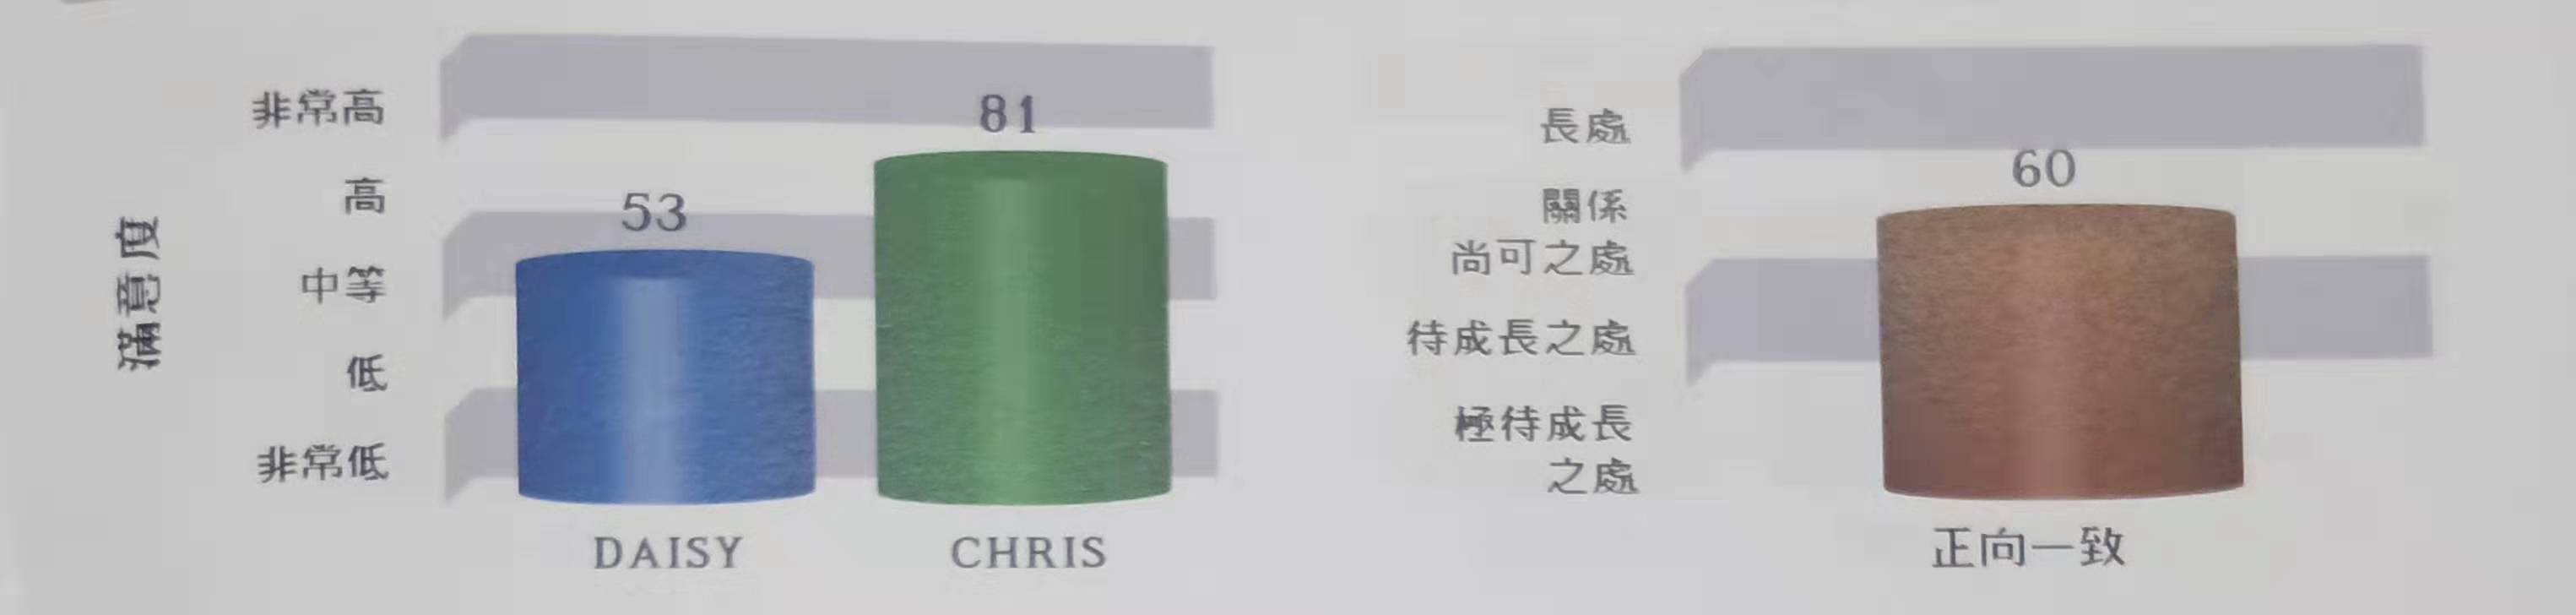 滿意度
非常高
高
中等
低
非常低
53
81
DAISY
CHRIS
長處
關係
尚可之處
待成長之處
極待成長
之處
60
正向一致